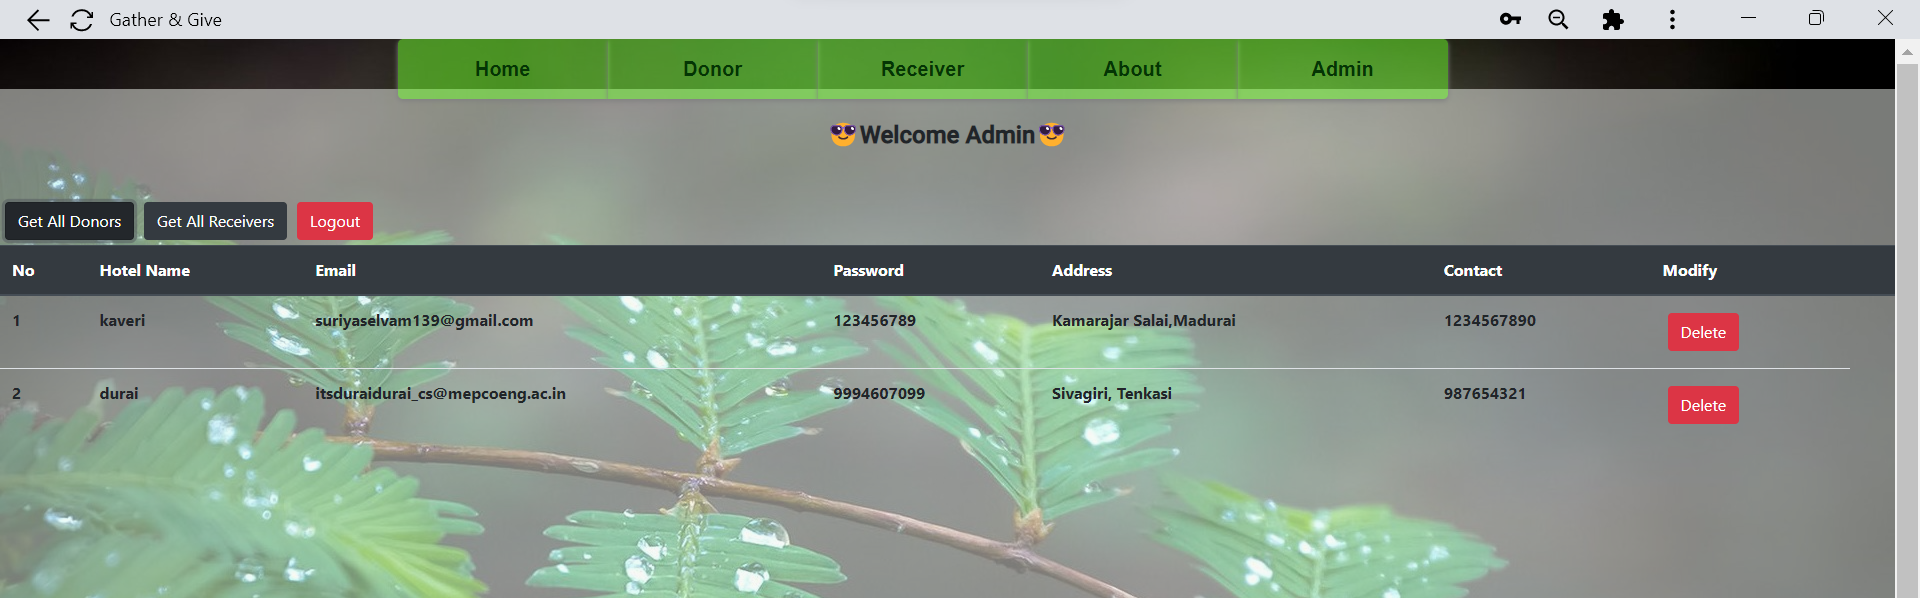 Gather & Give
Home Donor Receiver About Admin
😎Welcome Admin😎
Get All Donors Get All Receivers Logout
No Hotel Name Email Password Address Contact Modify
1 kaveri suriyaselvam139@gmail.com 123456789 Kamarajar Salai,Madurai 1234567890 Delete
2 durai itsduraidurai_cs@mepcoeng.ac.in 9994607099 Sivagiri, Tenkasi 987654321 Delete